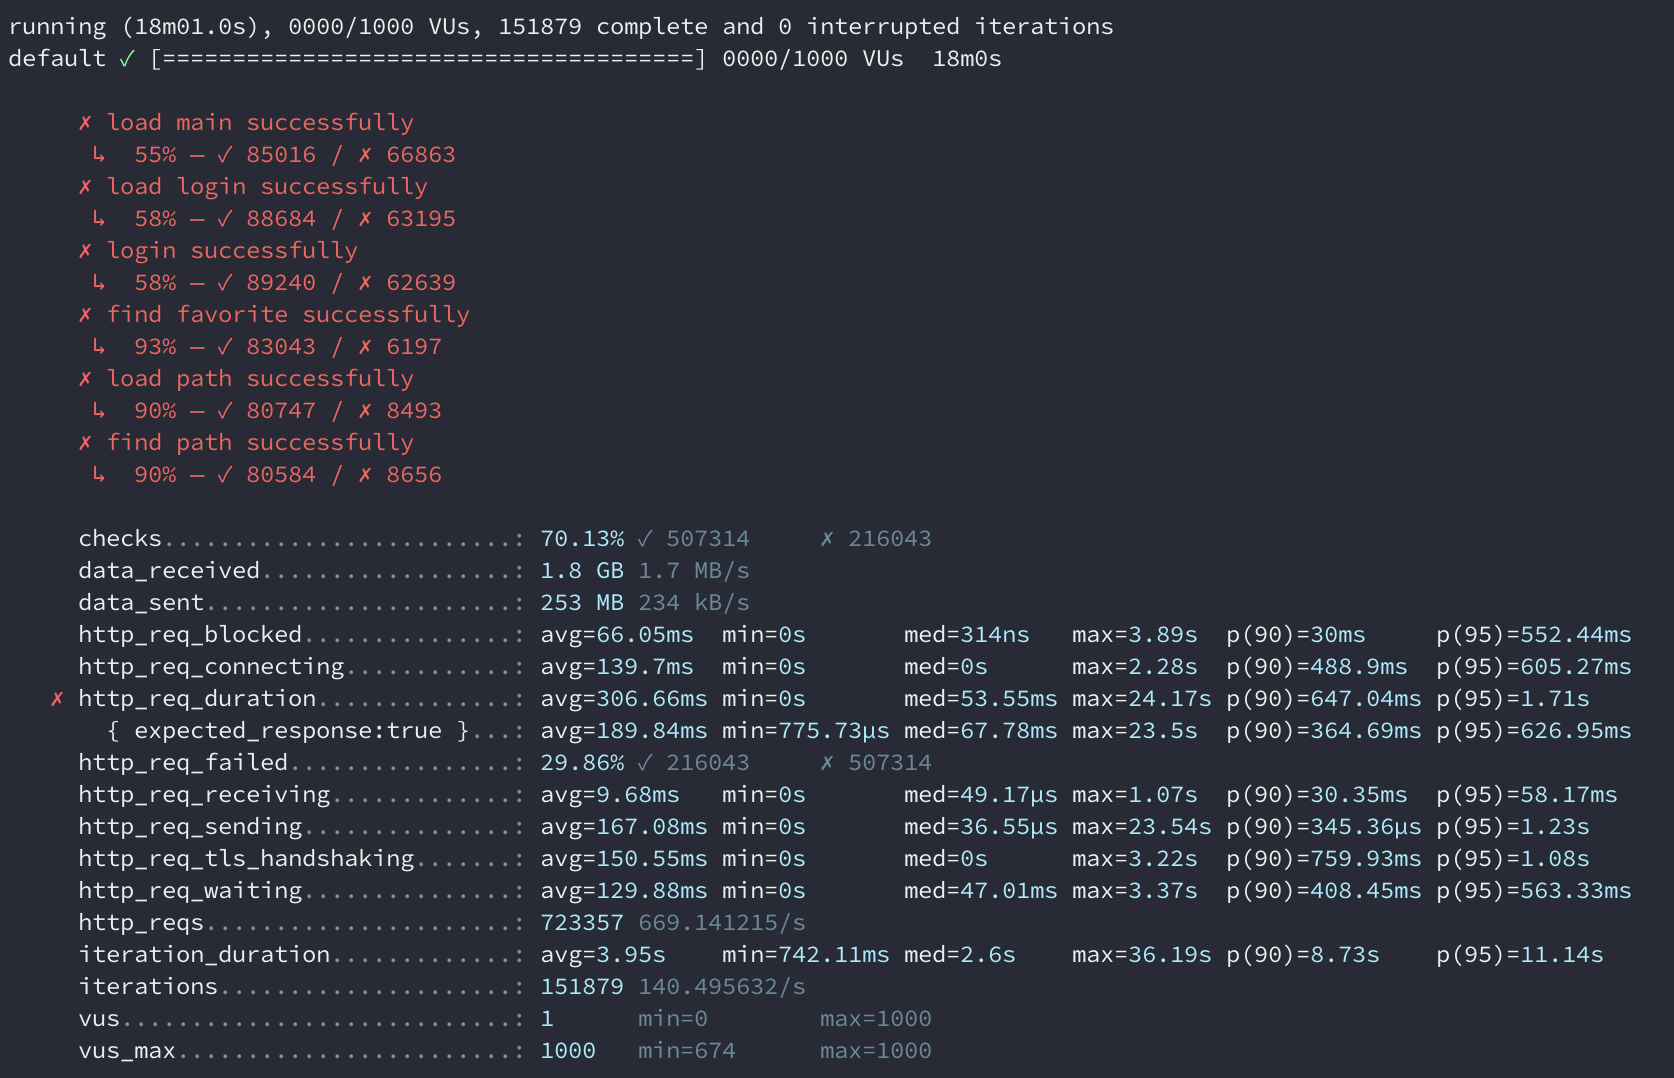 running (18m01.0s), 0000/1000 VUs, 151879 complete and 0 interrupted iterations
default ✓ [======================================] 0000/1000 VUs  18m0s

     ✗ load main successfully
      ↳  55% — ✓ 85016 / ✗ 66863
     ✗ load login successfully
      ↳  58% — ✓ 88684 / ✗ 63195
     ✗ login successfully
      ↳  58% — ✓ 89240 / ✗ 62639
     ✗ find favorite successfully
      ↳  93% — ✓ 83043 / ✗ 6197
     ✗ load path successfully
      ↳  90% — ✓ 80747 / ✗ 8493
     ✗ find path successfully
      ↳  90% — ✓ 80584 / ✗ 8656

     checks.........................: 70.13% ✓ 507314     ✗ 216043
     data_received..................: 1.8 GB 1.7 MB/s
     data_sent......................: 253 MB 234 kB/s
     http_req_blocked...............: avg=66.05ms  min=0s       med=314ns   max=3.89s  p(90)=30ms     p(95)=552.44ms
     http_req_connecting............: avg=139.7ms  min=0s       med=0s      max=2.28s  p(90)=488.9ms  p(95)=605.27ms
   ✗ http_req_duration..............: avg=306.66ms min=0s       med=53.55ms max=24.17s p(90)=647.04ms p(95)=1.71s
       { expected_response:true }...: avg=189.84ms min=775.73µs med=67.78ms max=23.5s  p(90)=364.69ms p(95)=626.95ms
     http_req_failed................: 29.86% ✓ 216043     ✗ 507314
     http_req_receiving.............: avg=9.68ms   min=0s       med=49.17µs max=1.07s  p(90)=30.35ms  p(95)=58.17ms
     http_req_sending...............: avg=167.08ms min=0s       med=36.55µs max=23.54s p(90)=345.36µs p(95)=1.23s
     http_req_tls_handshaking.......: avg=150.55ms min=0s       med=0s      max=3.22s  p(90)=759.93ms p(95)=1.08s
     http_req_waiting...............: avg=129.88ms min=0s       med=47.01ms max=3.37s  p(90)=408.45ms p(95)=563.33ms
     http_reqs......................: 723357 669.141215/s
     iteration_duration.............: avg=3.95s    min=742.11ms med=2.6s    max=36.19s p(90)=8.73s    p(95)=11.14s
     iterations.....................: 151879 140.495632/s
     vus............................: 1      min=0        max=1000
     vus_max........................: 1000   min=674      max=1000